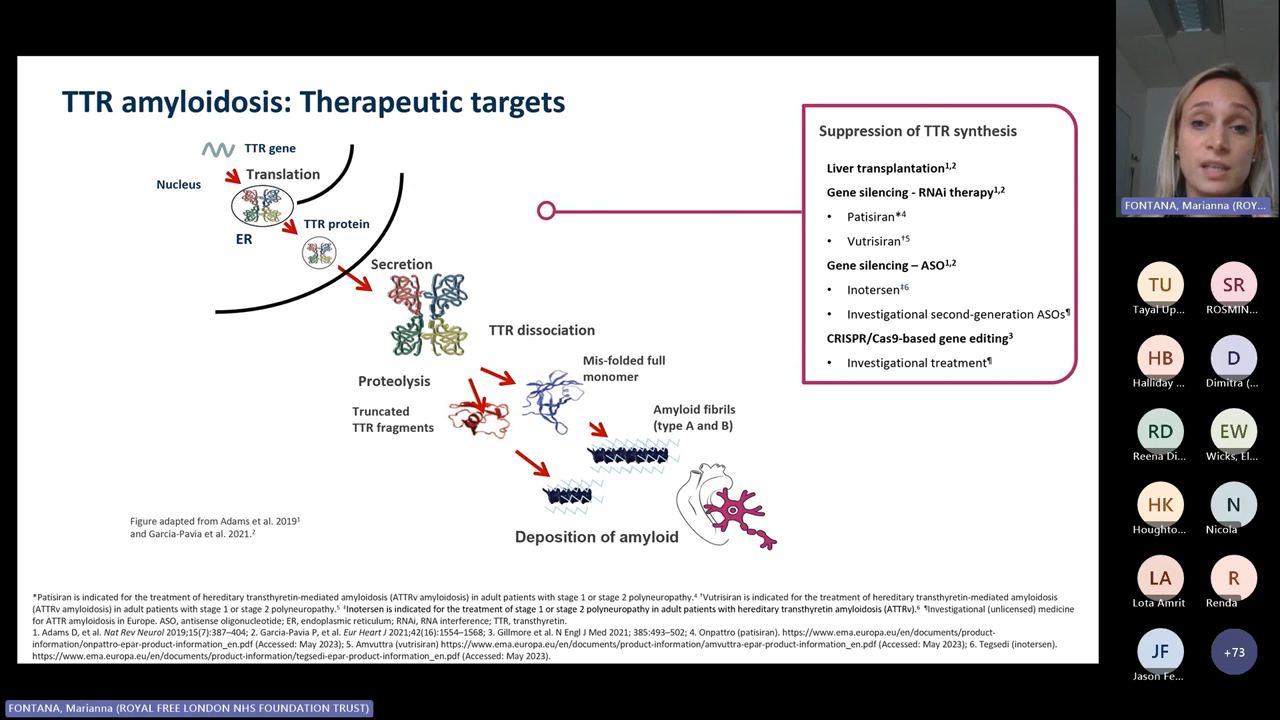 TTR amyloidosis: Therapeutic targets
TTR gene
Translation
Nucleus
TTR protein
ER
Secretion
TTR dissociation
Mis-folded full
monomer
Proteolysis
Truncated
TTR fragments
Amyloid fibrils
(type A and B)
Deposition of amyloid
Figure adapted from Adams et al. 2019¹
and Garcia-Pavia et al. 2021.²
Suppression of TTR synthesis
Liver transplantation¹,²
Gene silencing - RNAi therapy¹,²
• Patisiran*⁴
• Vutrisiran†⁵
Gene silencing – ASO¹,²
• Inotersen‡⁶
• Investigational second-generation ASOs¶
CRISPR/Cas9-based gene editing³
• Investigational treatment¶
*Patisiran is indicated for the treatment of hereditary transthyretin-mediated amyloidosis (ATTRv amyloidosis) in adult patients with stage 1 or stage 2 polyneuropathy.⁴ †Vutrisiran is indicated for the treatment of hereditary transthyretin-mediated amyloidosis
(ATTRv amyloidosis) in adult patients with stage 1 or stage 2 polyneuropathy.⁵ ‡Inotersen is indicated for the treatment of stage 1 or stage 2 polyneuropathy in adult patients with hereditary transthyretin amyloidosis (ATTRv).⁶ ¶Investigational (unlicensed) medicine
for ATTR amyloidosis in Europe. ASO, antisense oligonucleotide; ER, endoplasmic reticulum; RNAi, RNA interference; TTR, transthyretin.
1. Adams D, et al. Nat Rev Neurol 2019;15(7):387–404; 2. Garcia-Pavia P, et al. Eur Heart J 2021;42(16):1554–1568; 3. Gillmore et al. N Engl J Med 2021; 385:493–502; 4. Onpattro (patisiran). https://www.ema.europa.eu/en/documents/product-
information/onpattro-epar-product-information_en.pdf (Accessed: May 2023); 5. Amvuttra (vutrisiran) https://www.ema.europa.eu/en/documents/product-information/amvuttra-epar-product-information_en.pdf (Accessed: May 2023); 6. Tegsedi (inotersen).
https://www.ema.europa.eu/en/documents/product-information/tegsedi-epar-product-information_en.pdf (Accessed: May 2023).
FONTANA, Marianna (ROY...
TU
SR
Tayal Up...
ROSMIN...
HB
D
Halliday ...
Dimitra (...
RD
EW
Reena Di...
Wicks, El...
HK
N
Houghto...
Nicola
LA
R
Lota Amrit
Renda
JF
+73
Jason Fe...
FONTANA, Marianna (ROYAL FREE LONDON NHS FOUNDATION TRUST)